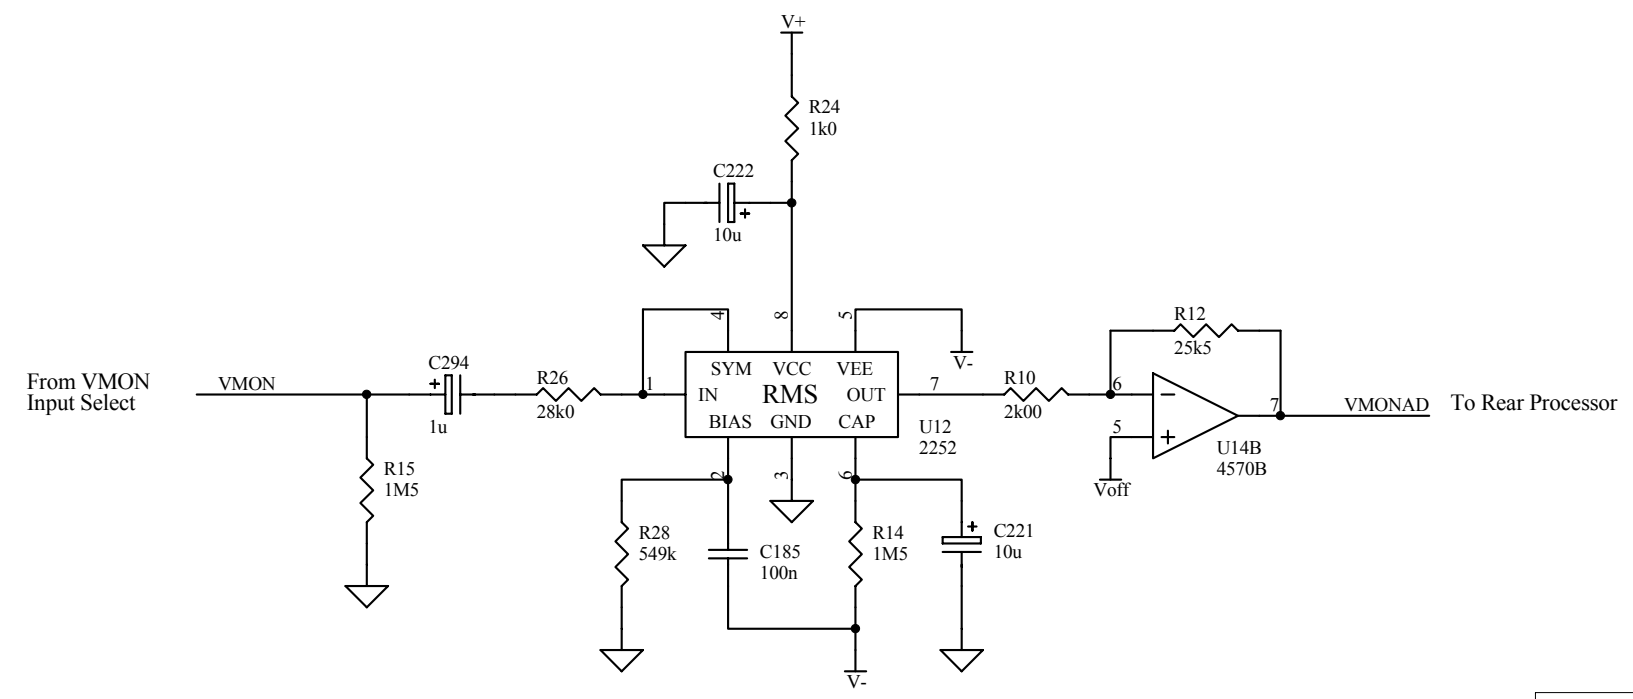 V+
R24
1k0
C222
+
10u
4
8
5
R12
25k5
V-
From VMON
Input Select
VMON
C294
+
1u
R26
28k0
1
SYM VCC VEE
IN RMS OUT
BIAS GND CAP
7
U12
2252
R10
2k00
6
5
7
U14B
4570B
Voff
VMONAD
To Rear Processor
R15
1M5
2
3
6
R28
549k
C185
100n
R14
1M5
+
C221
10u
V-